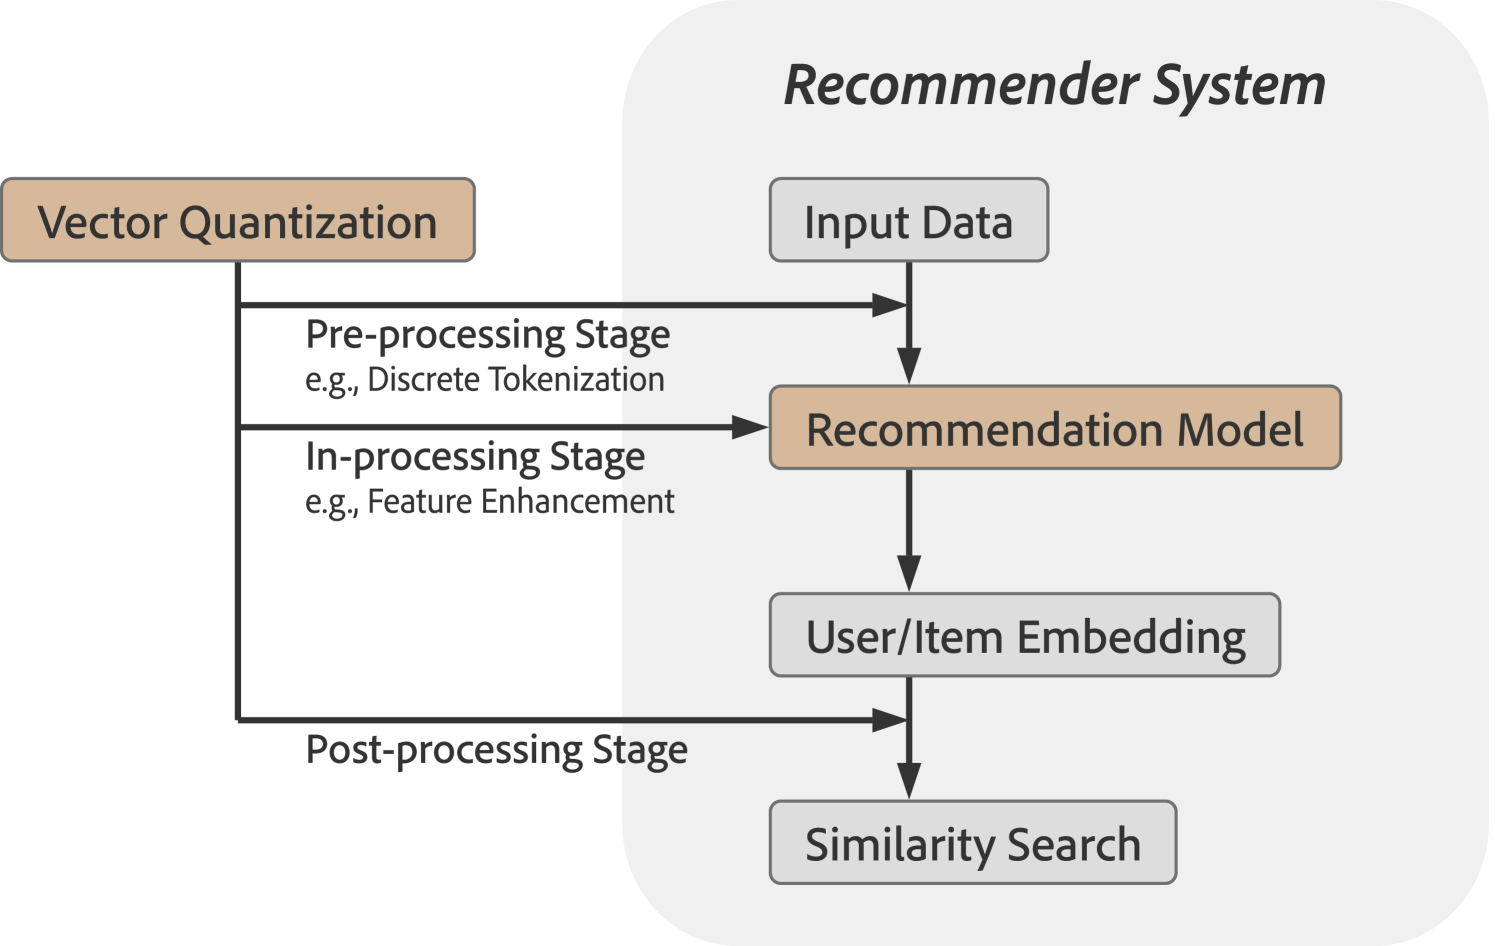 Recommender System
Vector Quantization
Input Data
Pre-processing Stage
e.g., Discrete Tokenization
Recommendation Model
In-processing Stage
e.g., Feature Enhancement
User/Item Embedding
Post-processing Stage
Similarity Search